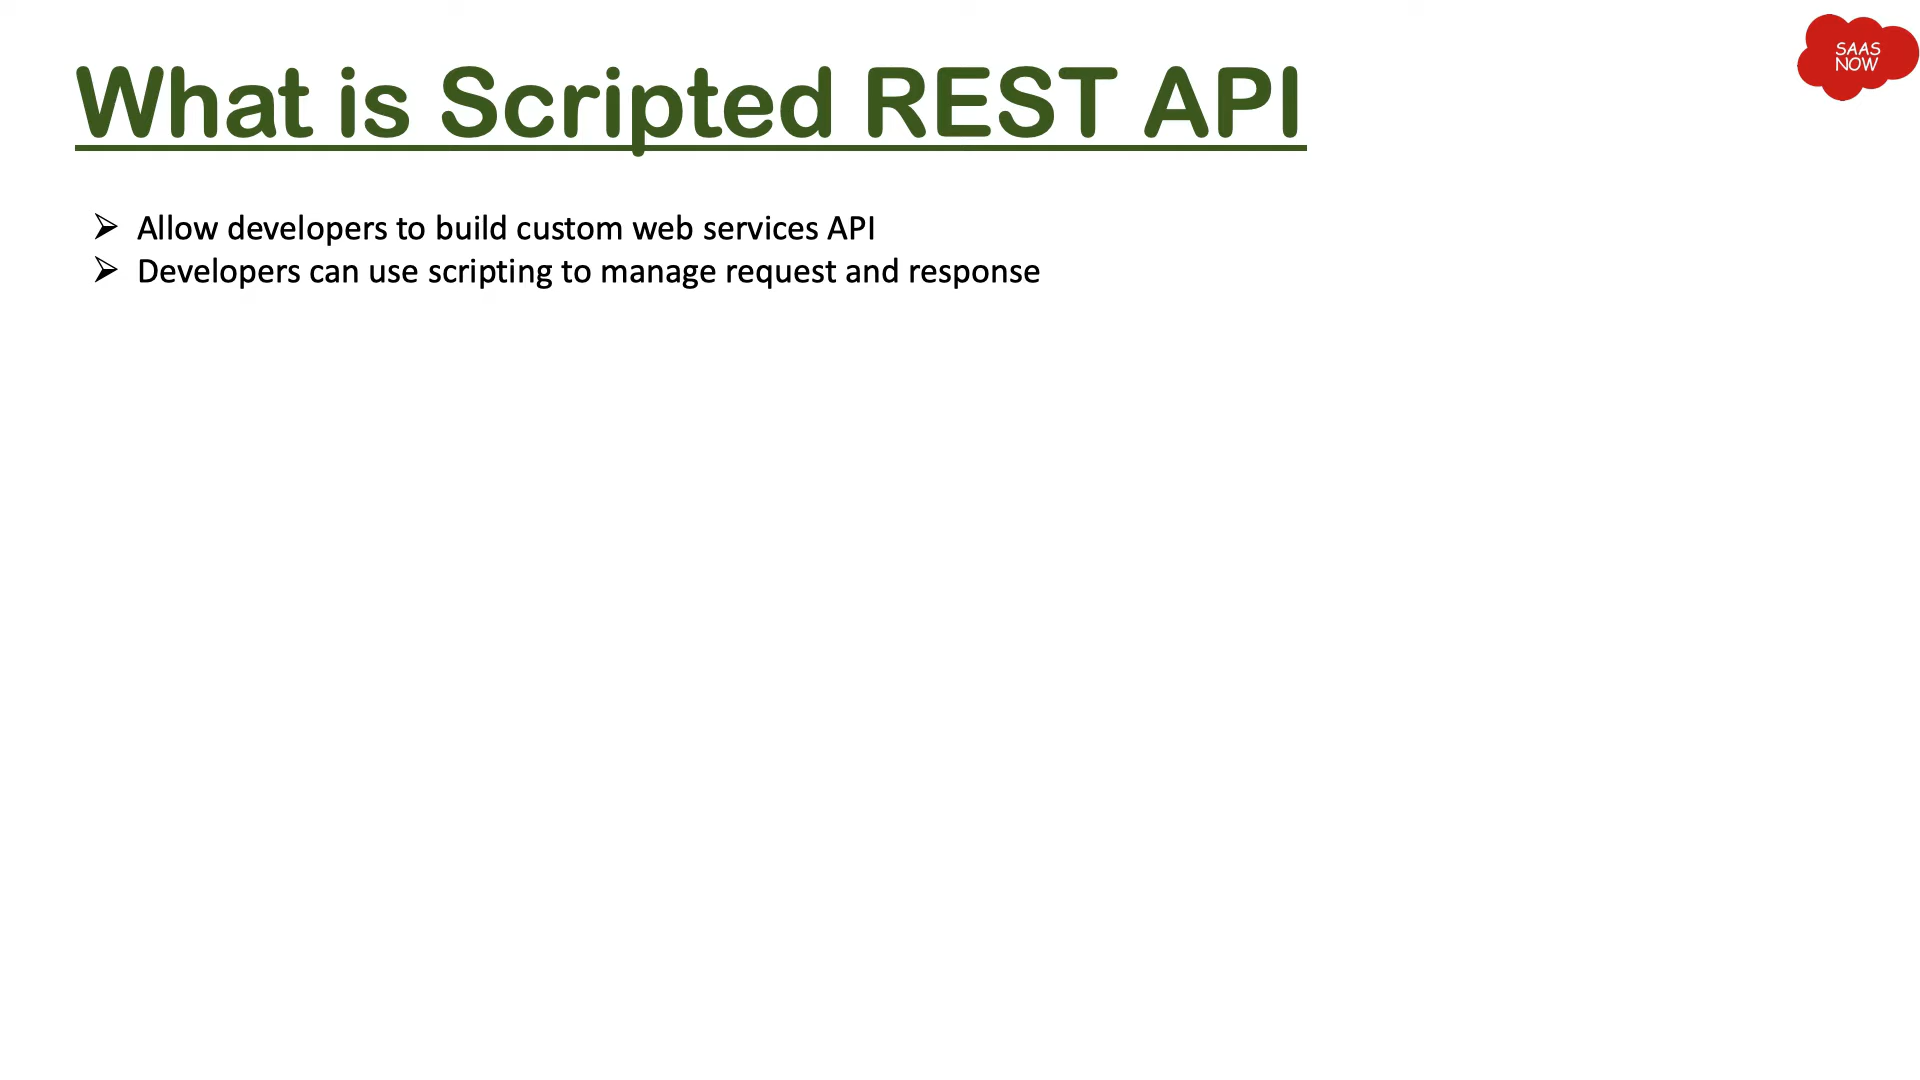 What is Scripted REST API
SAAS
NOW
➢ Allow developers to build custom web services API
➢ Developers can use scripting to manage request and response